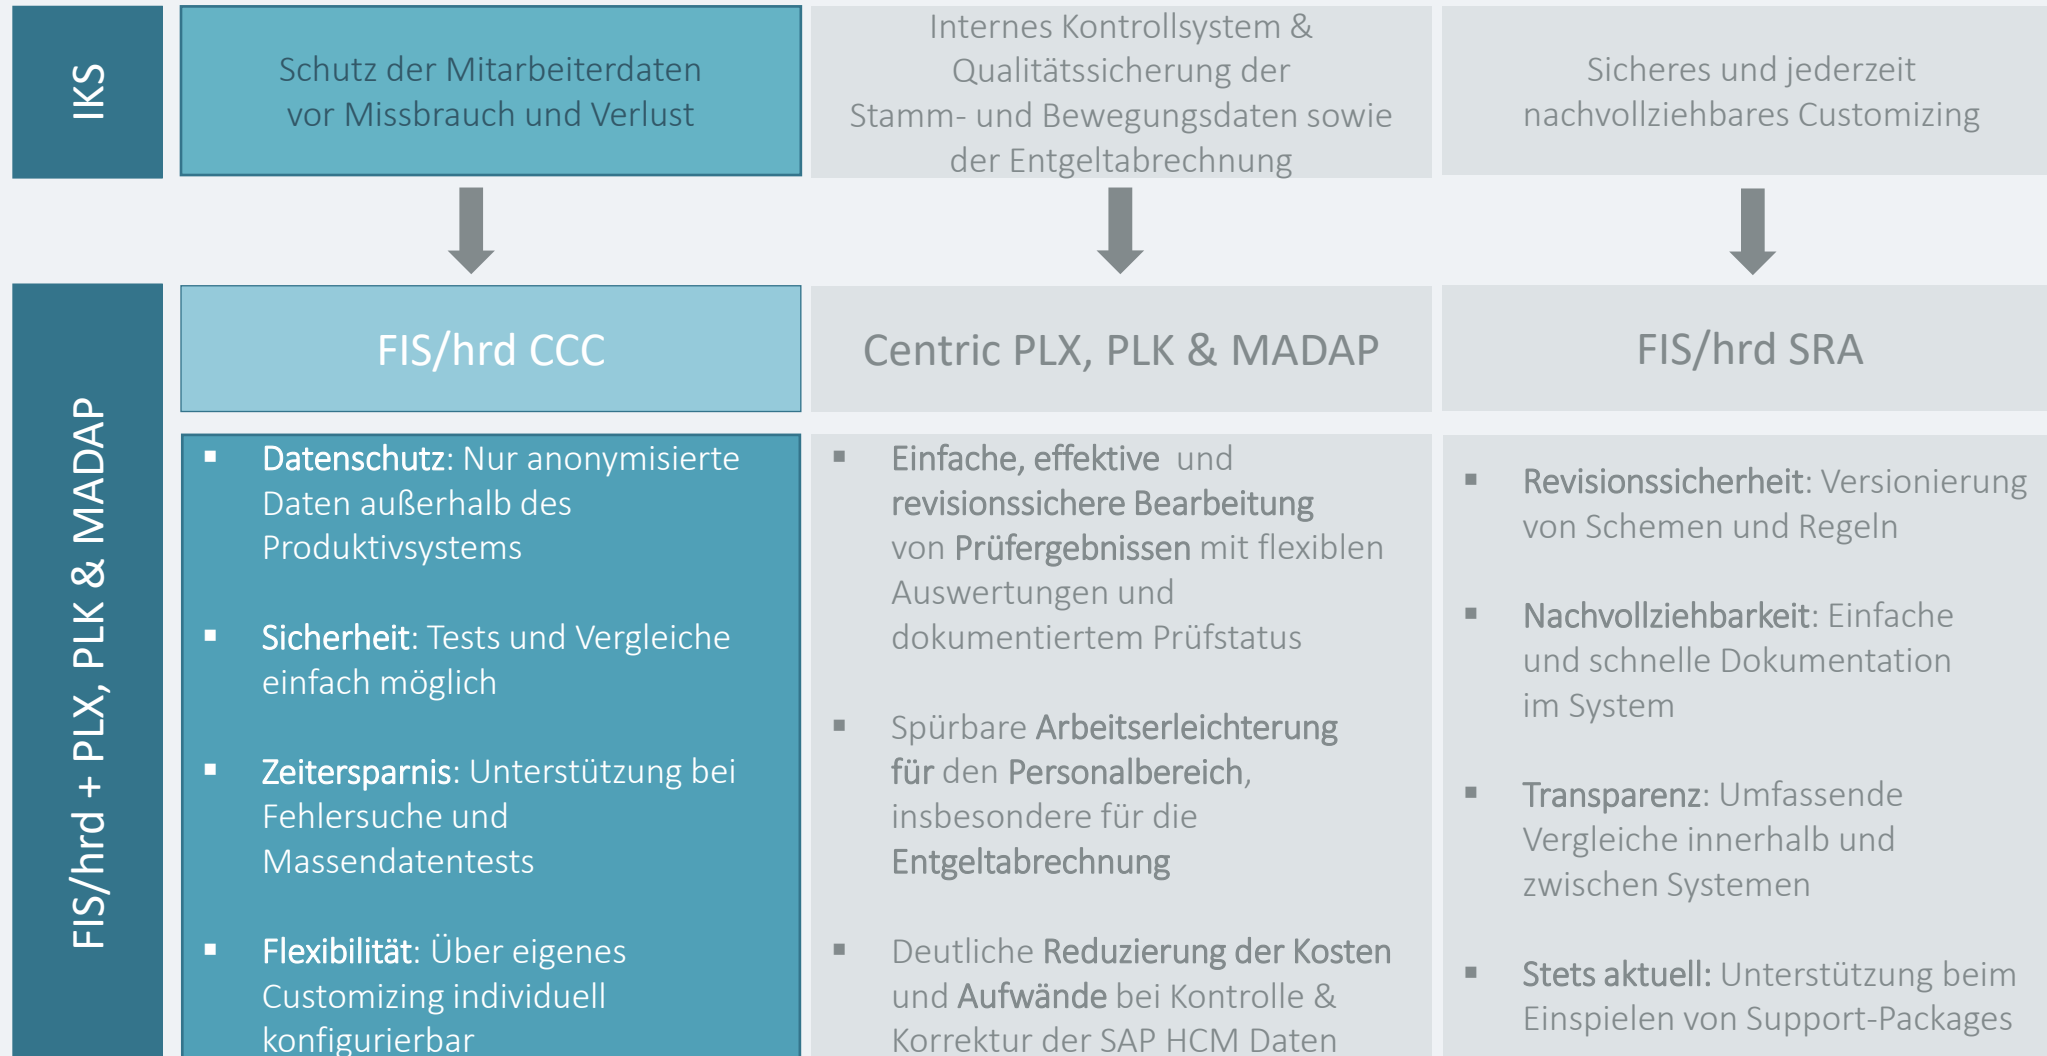 IKS
Schutz der Mitarbeiterdaten
vor Missbrauch und Verlust
Internes Kontrollsystem &
Qualitätssicherung der
Stamm- und Bewegungsdaten sowie
der Entgeltabrechnung
Sicheres und jederzeit
nachvollziehbares Customizing
FIS/hrd + PLX, PLK & MADAP
FIS/hrd CCC
▪ Datenschutz: Nur anonymisierte
Daten außerhalb des
Produktivsystems
▪ Sicherheit: Tests und Vergleiche
einfach möglich
▪ Zeitersparnis: Unterstützung bei
Fehlersuche und
Massendatentests
▪ Flexibilität: Über eigenes
Customizing individuell
konfigurierbar
Centric PLX, PLK & MADAP
▪ Einfache, effektive und
revisionssichere Bearbeitung
von Prüfergebnissen mit flexiblen
Auswertungen und
dokumentiertem Prüfstatus
▪ Spürbare Arbeitserleichterung
für den Personalbereich,
insbesondere für die
Entgeltabrechnung
▪ Deutliche Reduzierung der Kosten
und Aufwände bei Kontrolle &
Korrektur der SAP HCM Daten
FIS/hrd SRA
▪ Revisionssicherheit: Versionierung
von Schemen und Regeln
▪ Nachvollziehbarkeit: Einfache
und schnelle Dokumentation
im System
▪ Transparenz: Umfassende
Vergleiche innerhalb und
zwischen Systemen
▪ Stets aktuell: Unterstützung beim
Einspielen von Support-Packages